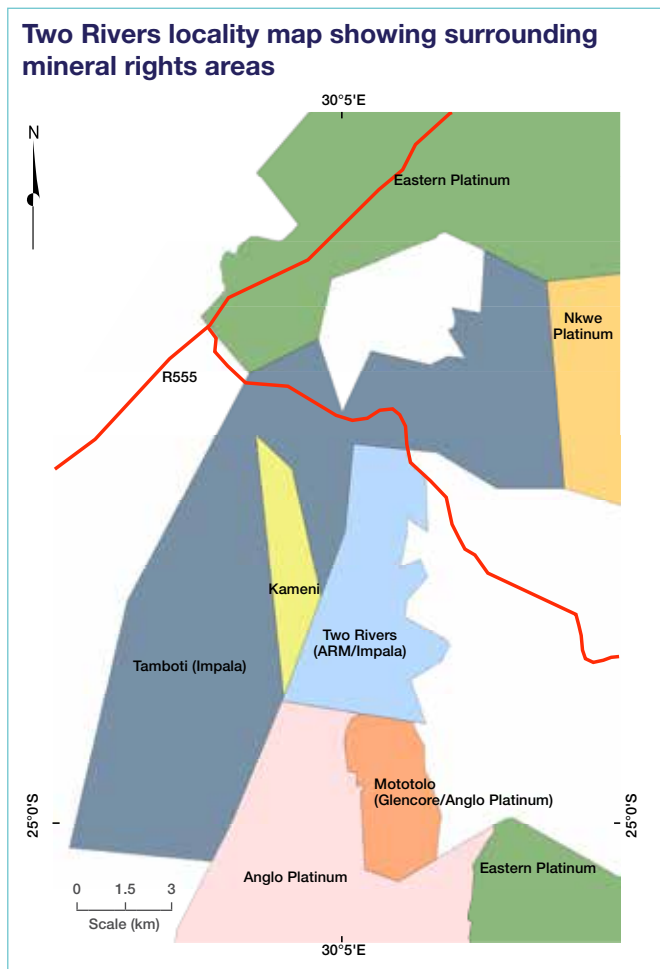 Two Rivers locality map showing surrounding
mineral rights areas
30°5'E
N
Eastern Platinum
Nkwe
Platinum
R555
Kameni
Two Rivers
(ARM/Impala)
Tamboti (Impala)
Mototolo
(Glencore/Anglo Platinum)
25°0'S
25°0'S
Eastern Platinum
Anglo Platinum
0 1.5 3
Scale (km)
30°5'E